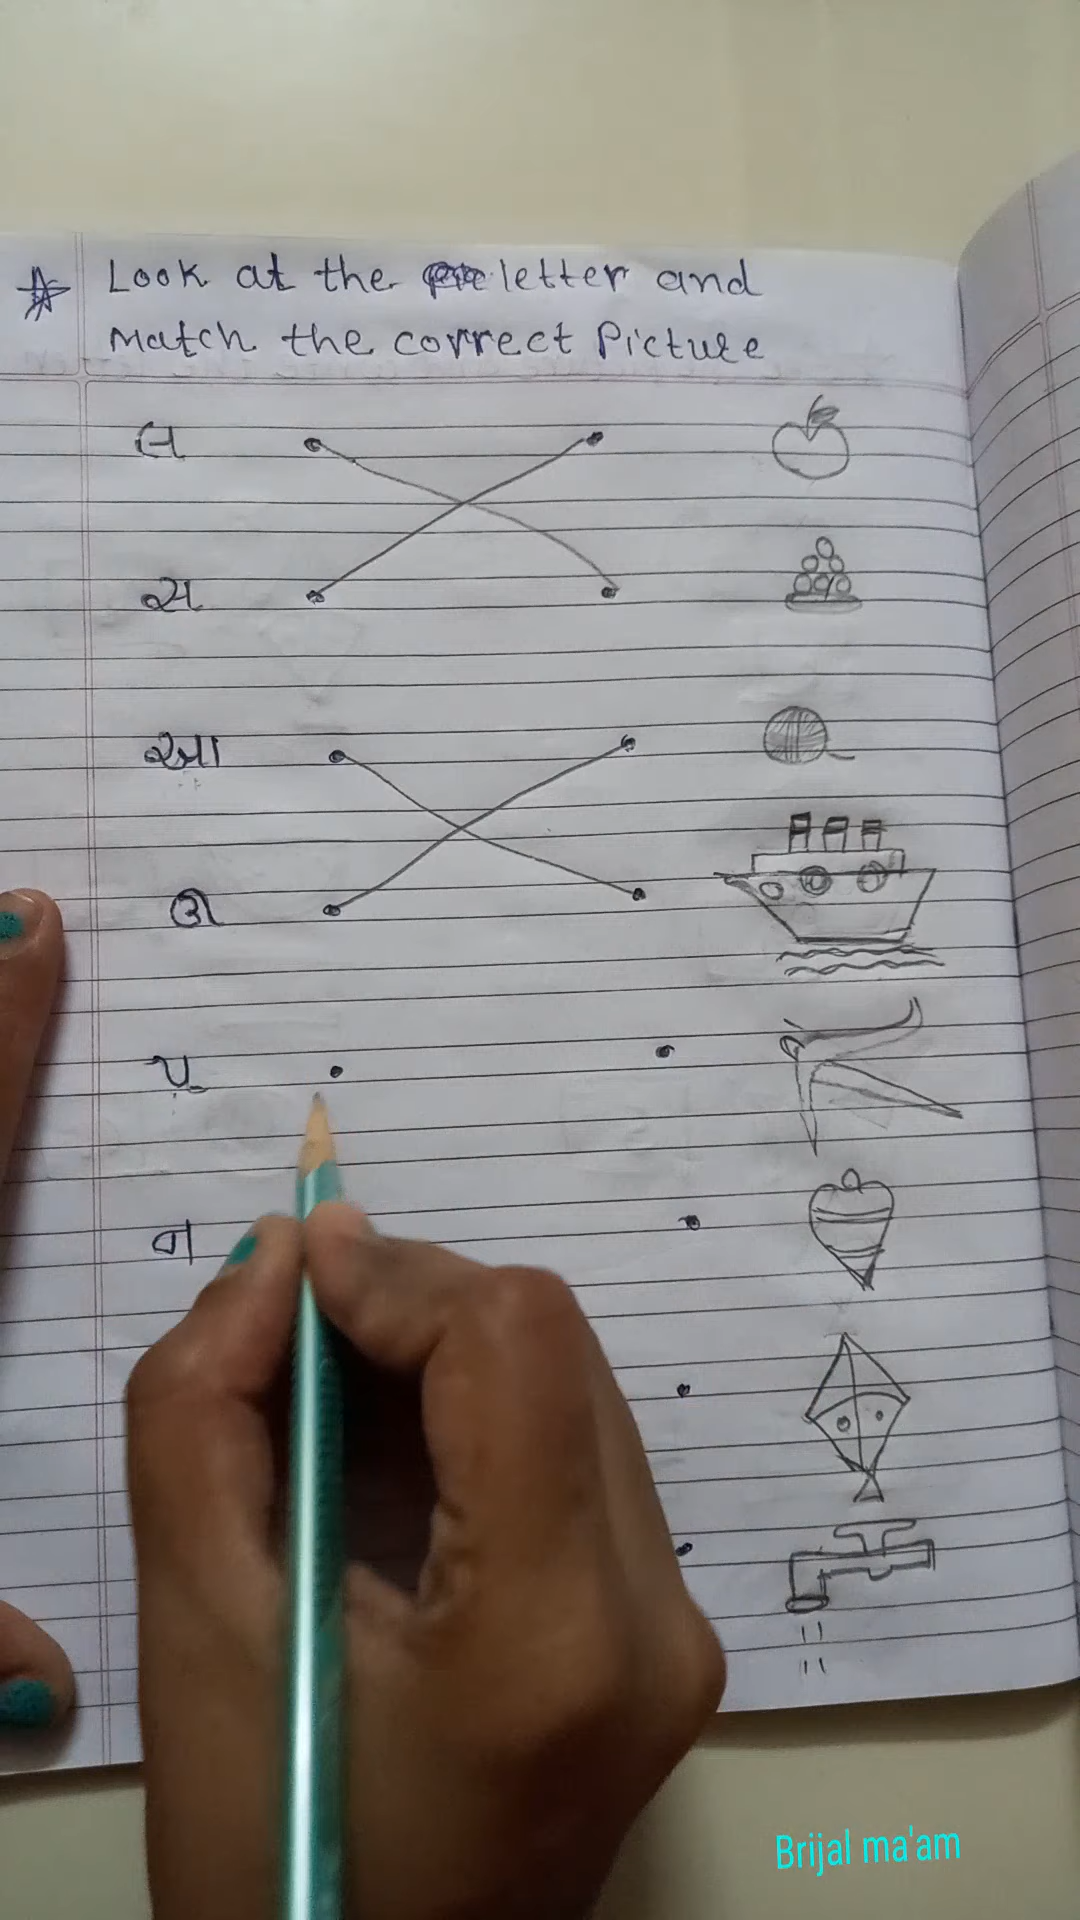 Look at the letter and
Match the correct Picture
લ
સ
આ
ઊ
પ
ન
Brijal ma'am